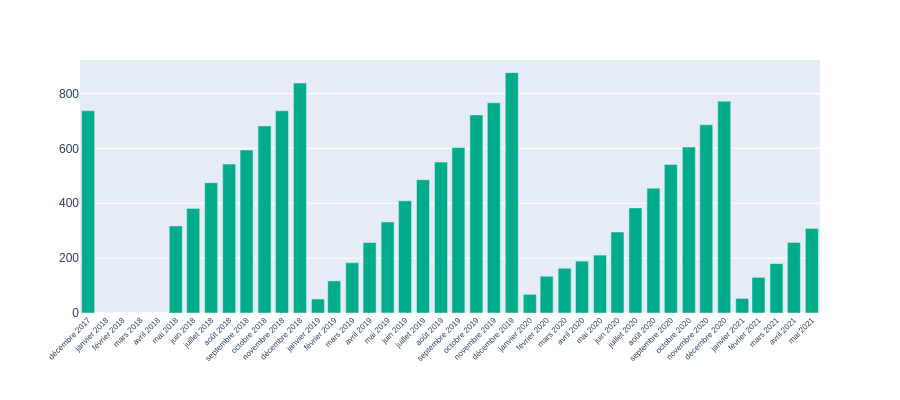 800
600
400
200
0
décembre 2017
janvier 2018
février 2018
mars 2018
avril 2018
mai 2018
juin 2018
juillet 2018
août 2018
septembre 2018
octobre 2018
novembre 2018
décembre 2018
janvier 2019
février 2019
mars 2019
avril 2019
mai 2019
juin 2019
juillet 2019
août 2019
septembre 2019
octobre 2019
novembre 2019
décembre 2019
janvier 2020
février 2020
mars 2020
avril 2020
mai 2020
juin 2020
juillet 2020
août 2020
septembre 2020
octobre 2020
novembre 2020
décembre 2020
janvier 2021
février 2021
mars 2021
avril 2021
mai 2021